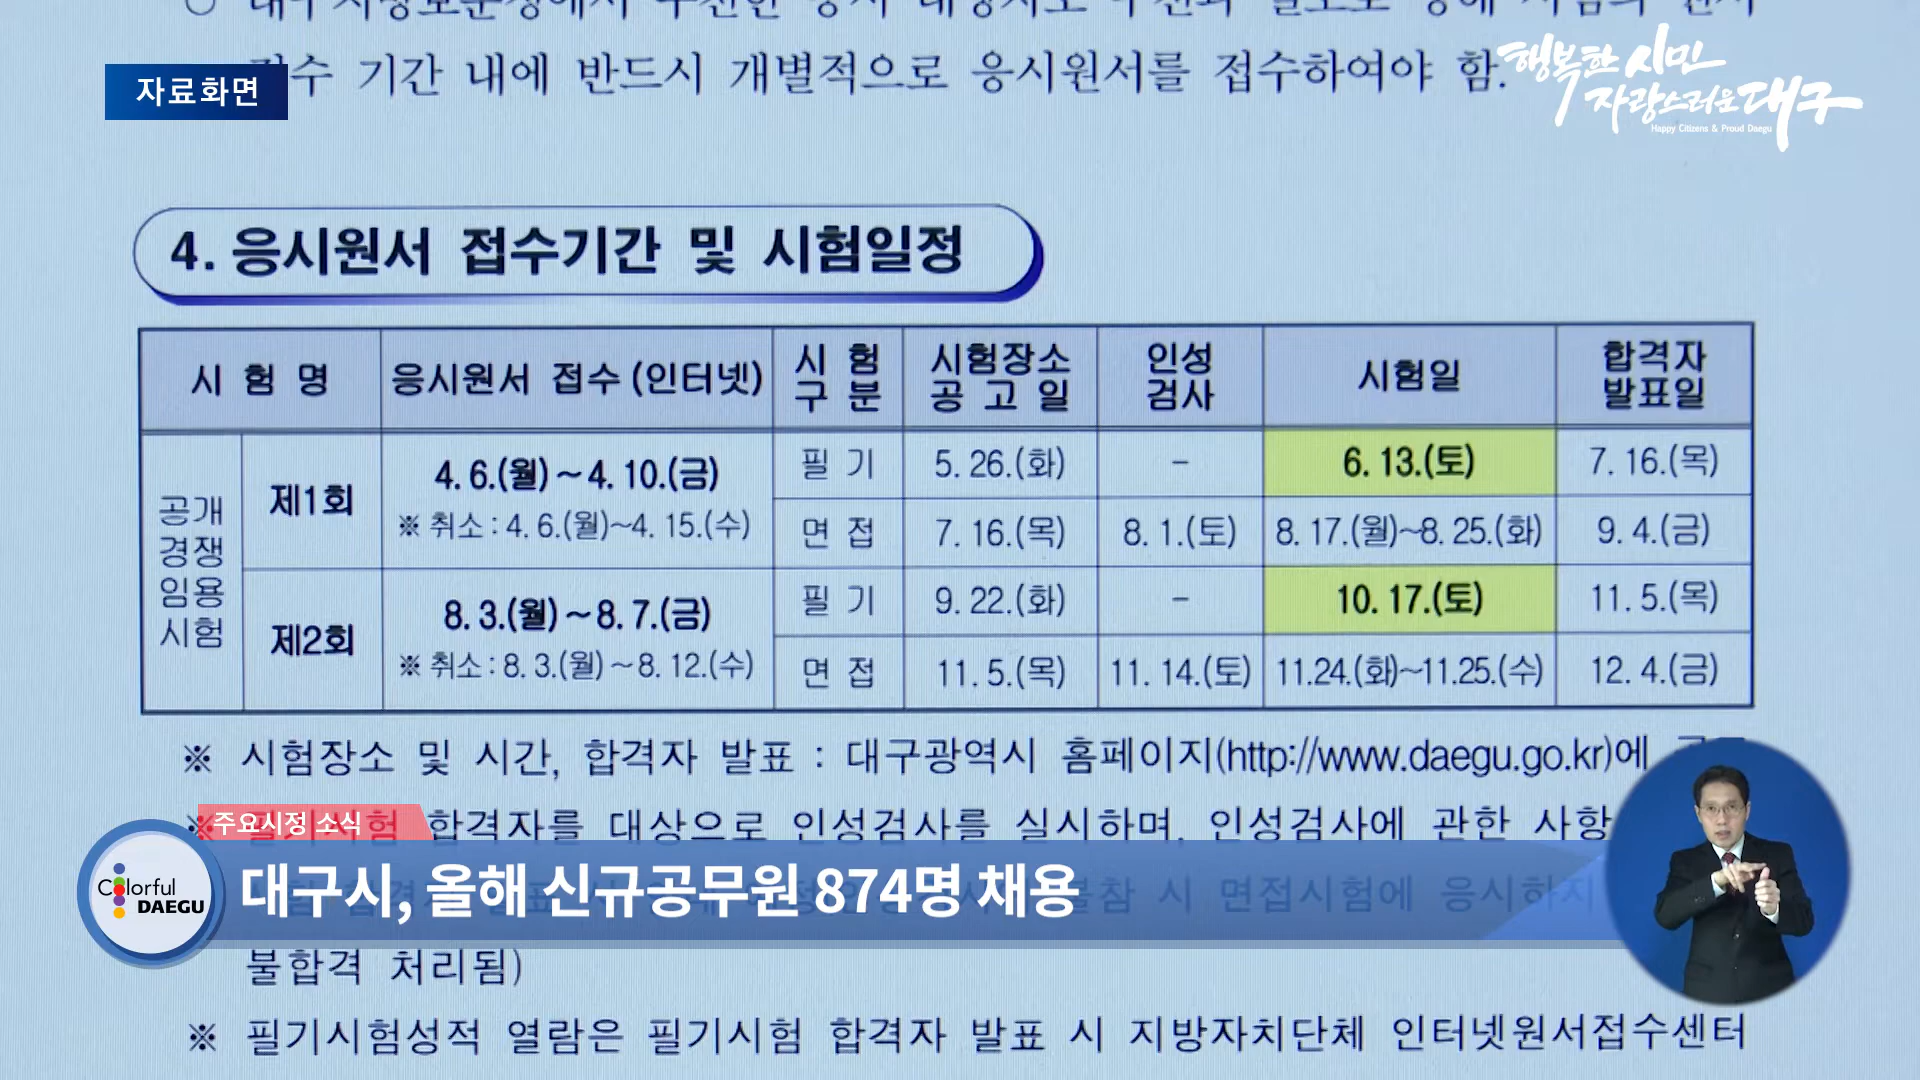 기간 내에 반드시 개별적으로 응시원서를 접수하여야 함.
자료화면
행복한 시민
자랑스러운 대구
Happy Citizens & Proud Daegu
4. 응시원서 접수기간 및 시험일정
시 험 명
응시원서 접수 (인터넷)
시 험 구 분
시험장소 공 고 일
인성 검사
시험일
합격자 발표일
공개 경쟁 임용 시험
제1회
4. 6.(월) ~ 4. 10.(금)
※ 취소 : 4. 6.(월)~4. 15.(수)
필 기
5. 26.(화)
-
6. 13.(토)
7. 16.(목)
면 접
7. 16.(목)
8. 1.(토)
8. 17.(월)~8. 25.(화)
9. 4.(금)
제2회
8. 3.(월) ~ 8. 7.(금)
※ 취소 : 8. 3.(월) ~ 8. 12.(수)
필 기
9. 22.(화)
-
10. 17.(토)
11. 5.(목)
면 접
11. 5.(목)
11. 14.(토)
11.24.(화)~11.25.(수)
12. 4.(금)
※ 시험장소 및 시간, 합격자 발표 : 대구광역시 홈페이지(http://www.daegu.go.kr)에
※ 필기시험 합격자를 대상으로 인성검사를 실시하며, 인성검사에 관한 사항
주요시정 소식
Colorful DAEGU
대구시, 올해 신규공무원 874명 채용
불참 시 면접시험에 응시하지
불합격 처리됨)
※ 필기시험성적 열람은 필기시험 합격자 발표 시 지방자치단체 인터넷원서접수센터